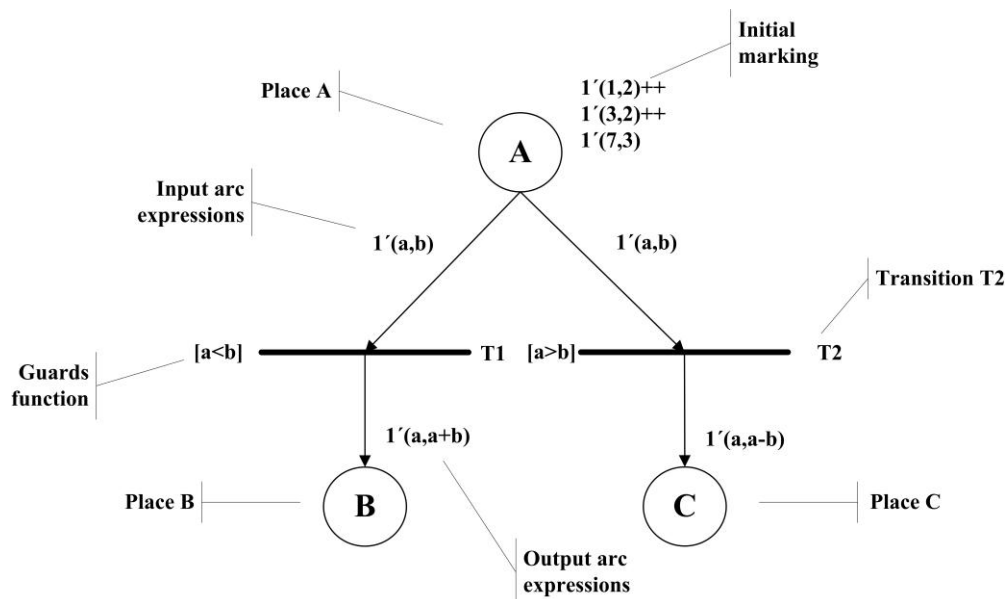 Initial
marking
1´(1,2)++
1´(3,2)++
1´(7,3)
Place A
A
Input arc
expressions
1´(a,b)
1´(a,b)
Transition T2
[a<b]
T1
[a>b]
T2
Guards
function
1´(a,a+b)
1´(a,a-b)
Place B
B
C
Place C
Output arc
expressions